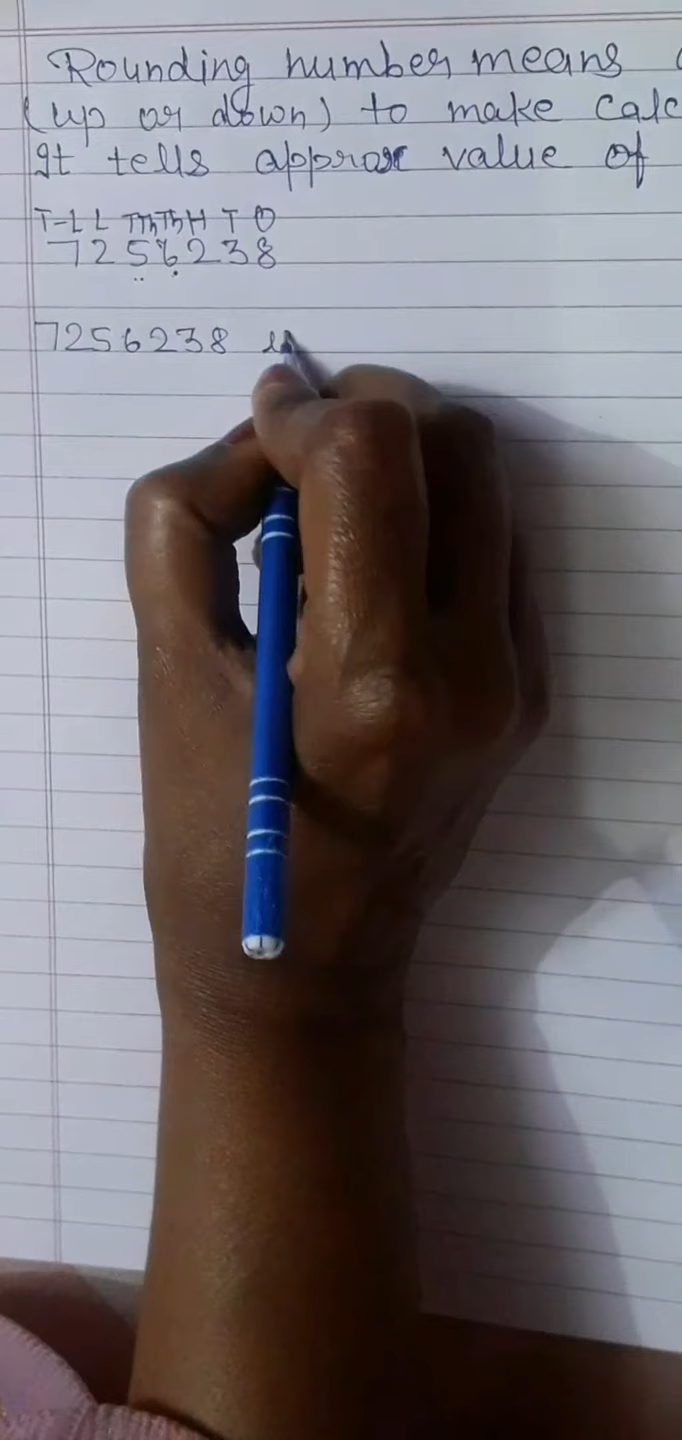 Rounding number means
(up or down) to make Calc
It tells approx value of
T-L L TTh Th H T O
7256238
7256238